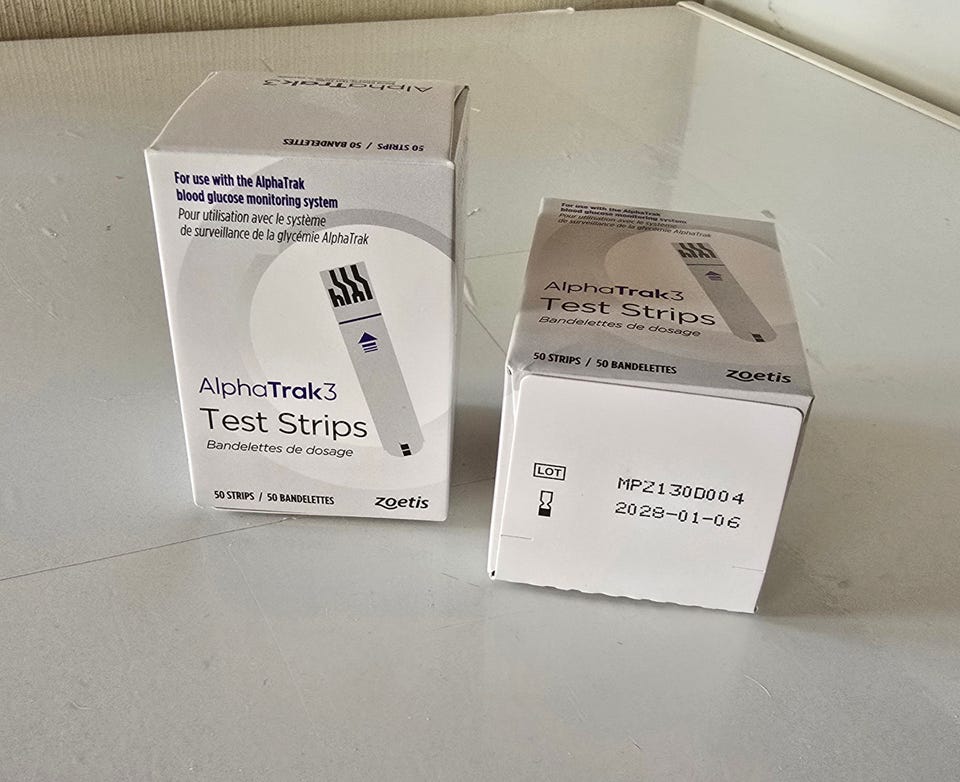 AlphaTrak3
50 STRIPS / 50 BANDELETTES
For use with the AlphaTrak
blood glucose monitoring system
Pour utilisation avec le système
de surveillance de la glycémie AlphaTrak
AlphaTrak3
Test Strips
Bandelettes de dosage
50 STRIPS / 50 BANDELETTES
zoetis
For use with the AlphaTrak
blood glucose monitoring system
Pour utilisation avec le système
de surveillance de la glycémie AlphaTrak
AlphaTrak3
Test Strips
Bandelettes de dosage
50 STRIPS / 50 BANDELETTES
zoetis
LOT
MPZ130D004
2028-01-06